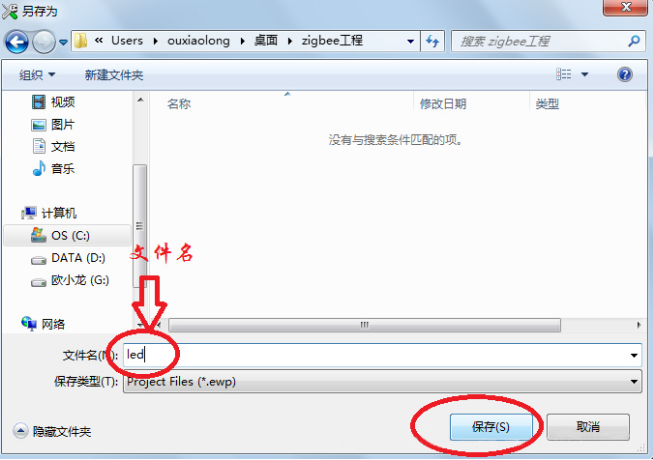 另存为
« Users ▸ ouxiaolong ▸ 桌面 ▸ zigbee工程
搜索 zigbee工程
组织 新建文件夹
名称 修改日期 类型
没有与搜索条件匹配的项。
视频
图片
文档
音乐
计算机
OS (C:)
DATA (D:)
欧小龙 (G:)
网络
文件名
文件名(N): led
保存类型(T): Project Files (*.ewp)
隐藏文件夹
保存(S) 取消